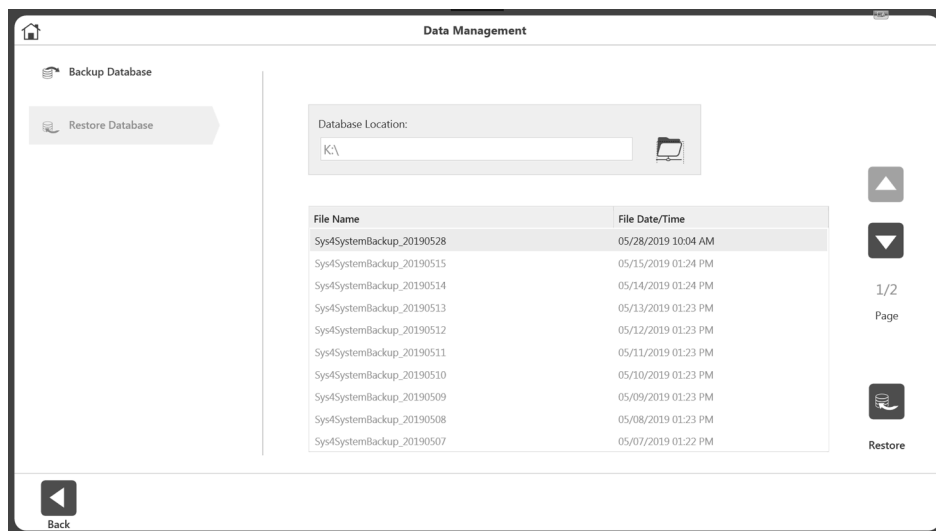 Data Management
Backup Database
Restore Database
Database Location:
K:\
File Name File Date/Time
Sys4SystemBackup_20190528 05/28/2019 10:04 AM
Sys4SystemBackup_20190515 05/15/2019 01:24 PM
Sys4SystemBackup_20190514 05/14/2019 01:24 PM
Sys4SystemBackup_20190513 05/13/2019 01:23 PM
Sys4SystemBackup_20190512 05/12/2019 01:23 PM
Sys4SystemBackup_20190511 05/11/2019 01:23 PM
Sys4SystemBackup_20190510 05/10/2019 01:23 PM
Sys4SystemBackup_20190509 05/09/2019 01:23 PM
Sys4SystemBackup_20190508 05/08/2019 01:23 PM
Sys4SystemBackup_20190507 05/07/2019 01:22 PM
1/2
Page
Restore
Back